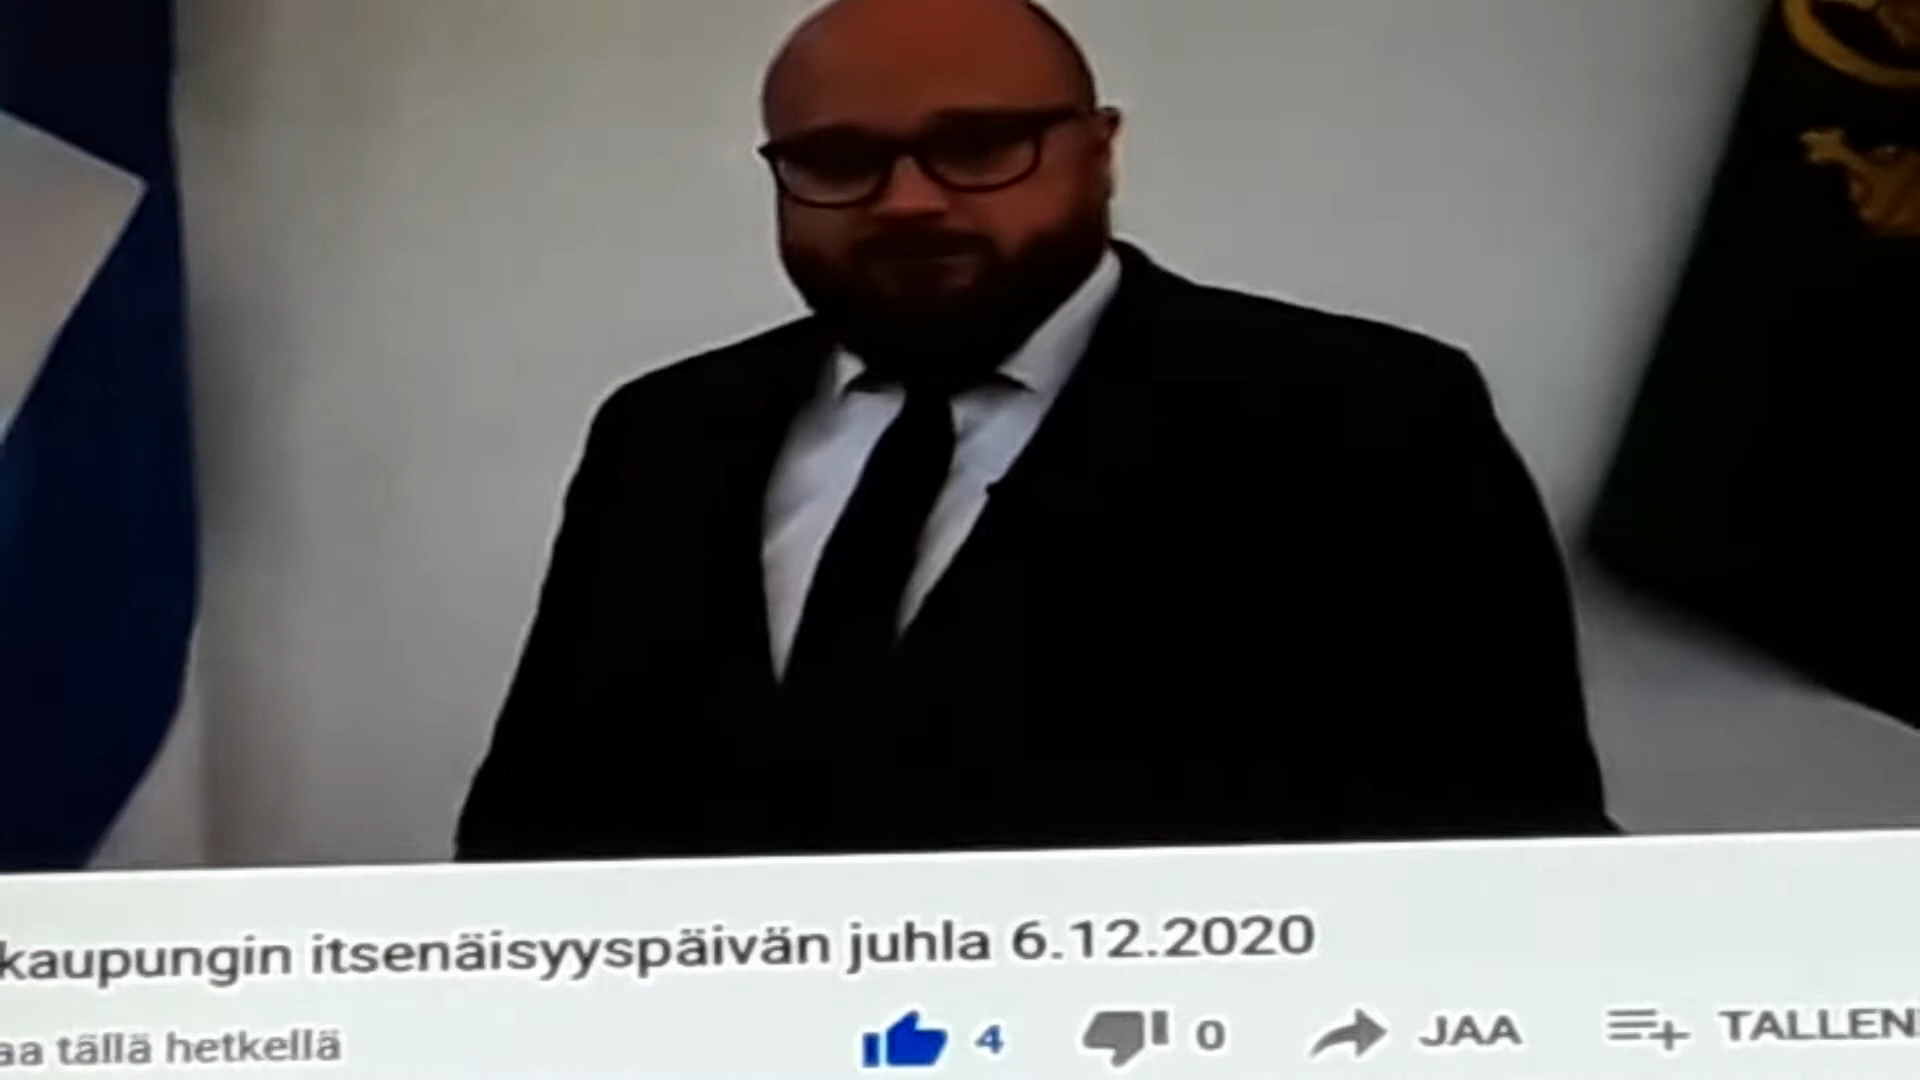 kaupungin itsenäisyyspäivän juhla 6.12.2020
aa tällä hetkellä
4 0 JAA TALLEN